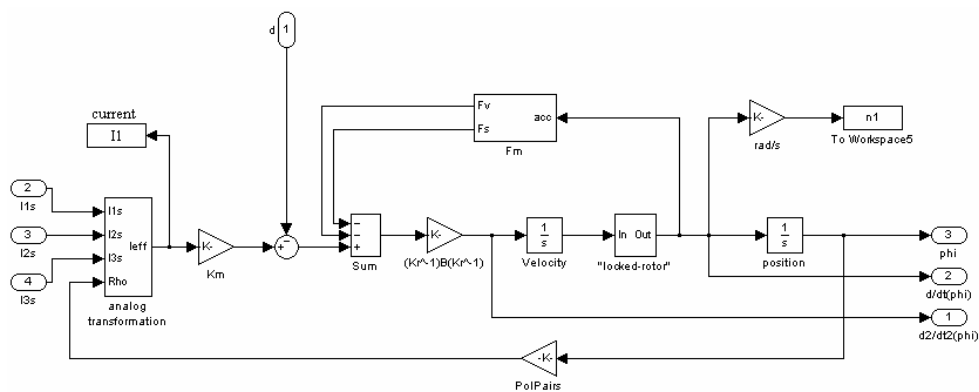 d
1
current
I1
Fv
Fs
acc
Fm
K-
rad/s
n1
To Workspace5
2
I1s
3
I2s
4
I3s
I1s
I2s
I3s
Rho
Ieff
analog
transformation
K-
Km
−
+
−
−
+
Sum
K-
(Kr^-1)B(Kr^-1)
1
s
Velocity
In Out
"locked-rotor"
1
s
position
3
phi
2
d/dt(phi)
1
d2/dt2(phi)
-K-
PolPairs